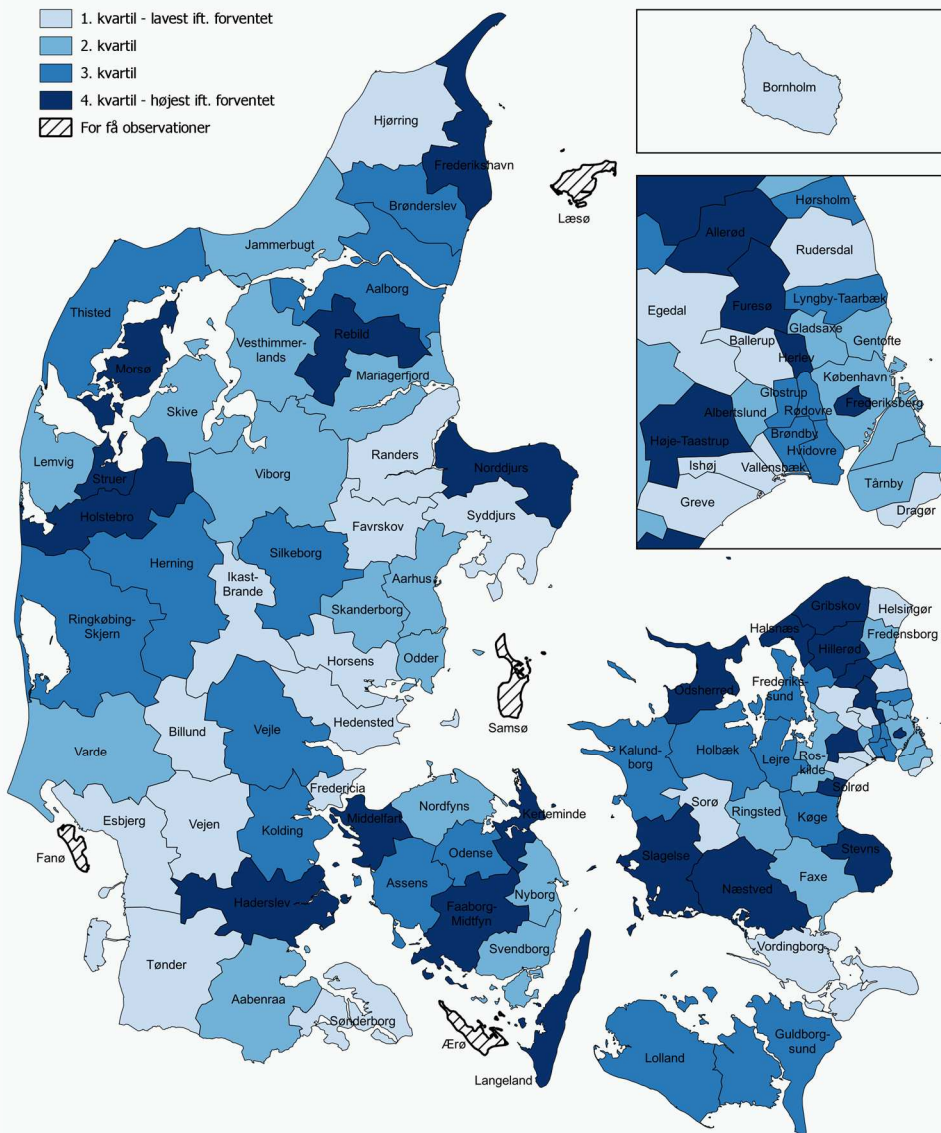 1. kvartil - lavest ift. forventet
2. kvartil
3. kvartil
4. kvartil - højest ift. forventet
For få observationer
Bornholm
Hjørring
Frederikshavn
Brønderslev
Læsø
Jammerbugt
Aalborg
Thisted
Vesthimmer-
lands
Rebild
Morsø
Mariagerfjord
Skive
Lemvig
Struer
Viborg
Randers
Norddjurs
Holstebro
Favrskov
Syddjurs
Herning
Silkeborg
Ikast-
Brande
Aarhus
Skanderborg
Ringkøbing-
Skjern
Horsens
Odder
Hedensted
Samsø
Billund
Vejle
Varde
Fredericia
Esbjerg
Vejen
Kolding
Fanø
Middelfart
Nordfyns
Kerteminde
Odense
Assens
Nyborg
Haderslev
Faaborg-
Midtfyn
Svendborg
Tønder
Aabenraa
Sønderborg
Ærø
Langeland
Hørsholm
Allerød
Rudersdal
Egedal
Furesø
Lyngby-Taarbæk
Ballerup
Gladsaxe
Gentofte
Herlev
København
Glostrup
Frederiksberg
Albertslund
Rødovre
Høje-Taastrup
Brøndby
Hvidovre
Ishøj
Vallensbæk
Greve
Tårnby
Dragør
Gribskov
Helsingør
Halsnæs
Fredensborg
Hillerød
Odsherred
Frederiks-
sund
Kalund-
borg
Holbæk
Lejre
Ros-
kilde
Solrød
Sorø
Ringsted
Køge
Slagelse
Stevns
Næstved
Faxe
Vordingborg
Guldborg-
sund
Lolland